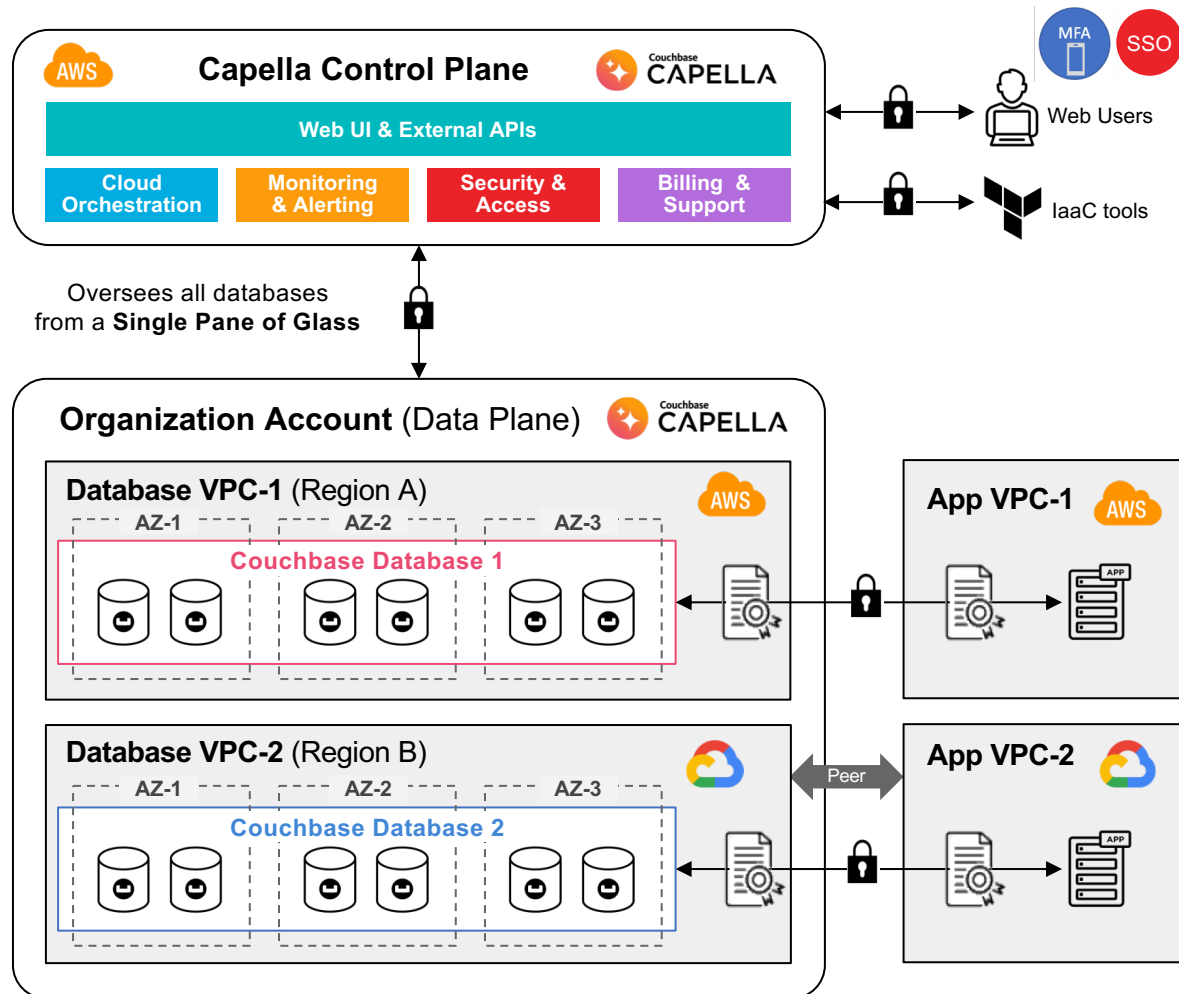 MFA
SSO
AWS
Capella Control Plane
Couchbase
CAPELLA
Web UI & External APIs
Cloud
Orchestration
Monitoring
& Alerting
Security &
Access
Billing &
Support
Web Users
IaaC tools
Oversees all databases
from a Single Pane of Glass
Organization Account (Data Plane)
Couchbase
CAPELLA
Database VPC-1 (Region A)
AWS
AZ-1
AZ-2
AZ-3
Couchbase Database 1
App VPC-1
AWS
APP
Database VPC-2 (Region B)
AZ-1
AZ-2
AZ-3
Couchbase Database 2
Peer
App VPC-2
APP